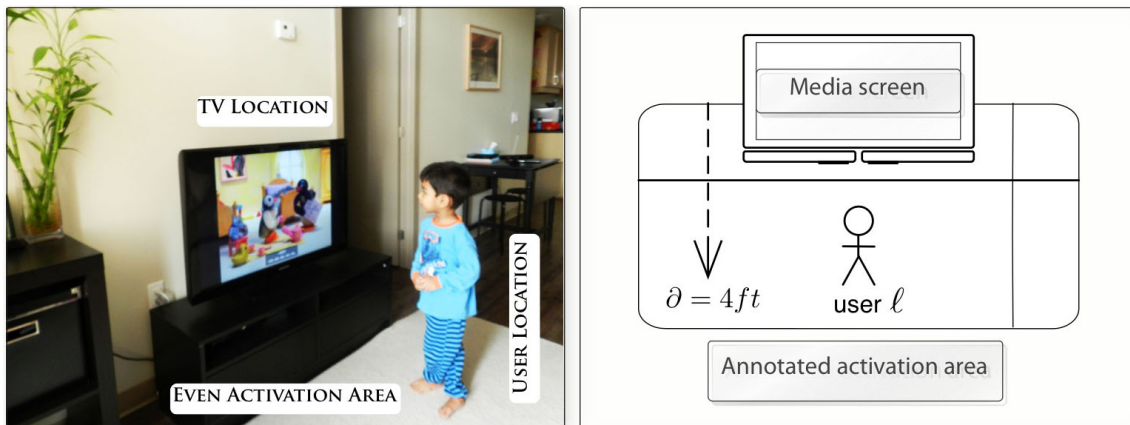 TV LOCATION
USER LOCATION
EVEN ACTIVATION AREA
Media screen
∂ = 4ft
user ℓ
Annotated activation area